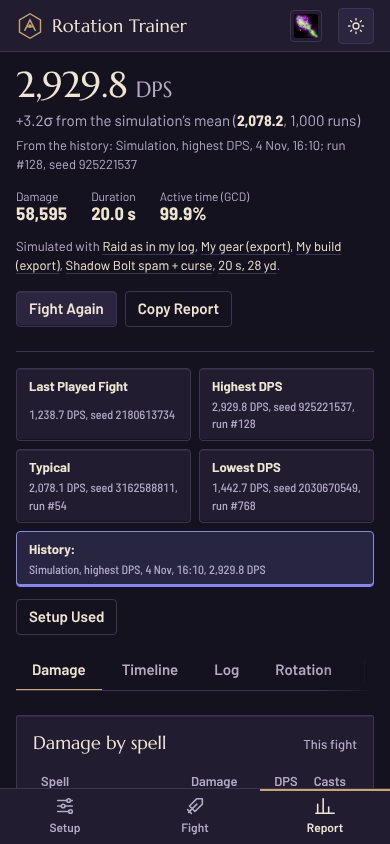 Rotation Trainer
2,929.8 DPS
+3.2σ from the simulation's mean (2,078.2, 1,000 runs)
From the history: Simulation, highest DPS, 4 Nov, 16:10; run
#128, seed 925221537
Damage Duration Active time (GCD)
58,595 20.0 s 99.9%
Simulated with Raid as in my log, My gear (export), My build
(export), Shadow Bolt spam + curse, 20 s, 28 yd.
Fight Again Copy Report
Last Played Fight
1,238.7 DPS, seed 2180613734
Highest DPS
2,929.8 DPS, seed 925221537,
run #128
Typical
2,078.1 DPS, seed 3162588811,
run #54
Lowest DPS
1,442.7 DPS, seed 2030670549,
run #768
History:
Simulation, highest DPS, 4 Nov, 16:10, 2,929.8 DPS
Setup Used
Damage Timeline Log Rotation
Damage by spell This fight
Spell Damage DPS Casts
Setup Fight Report